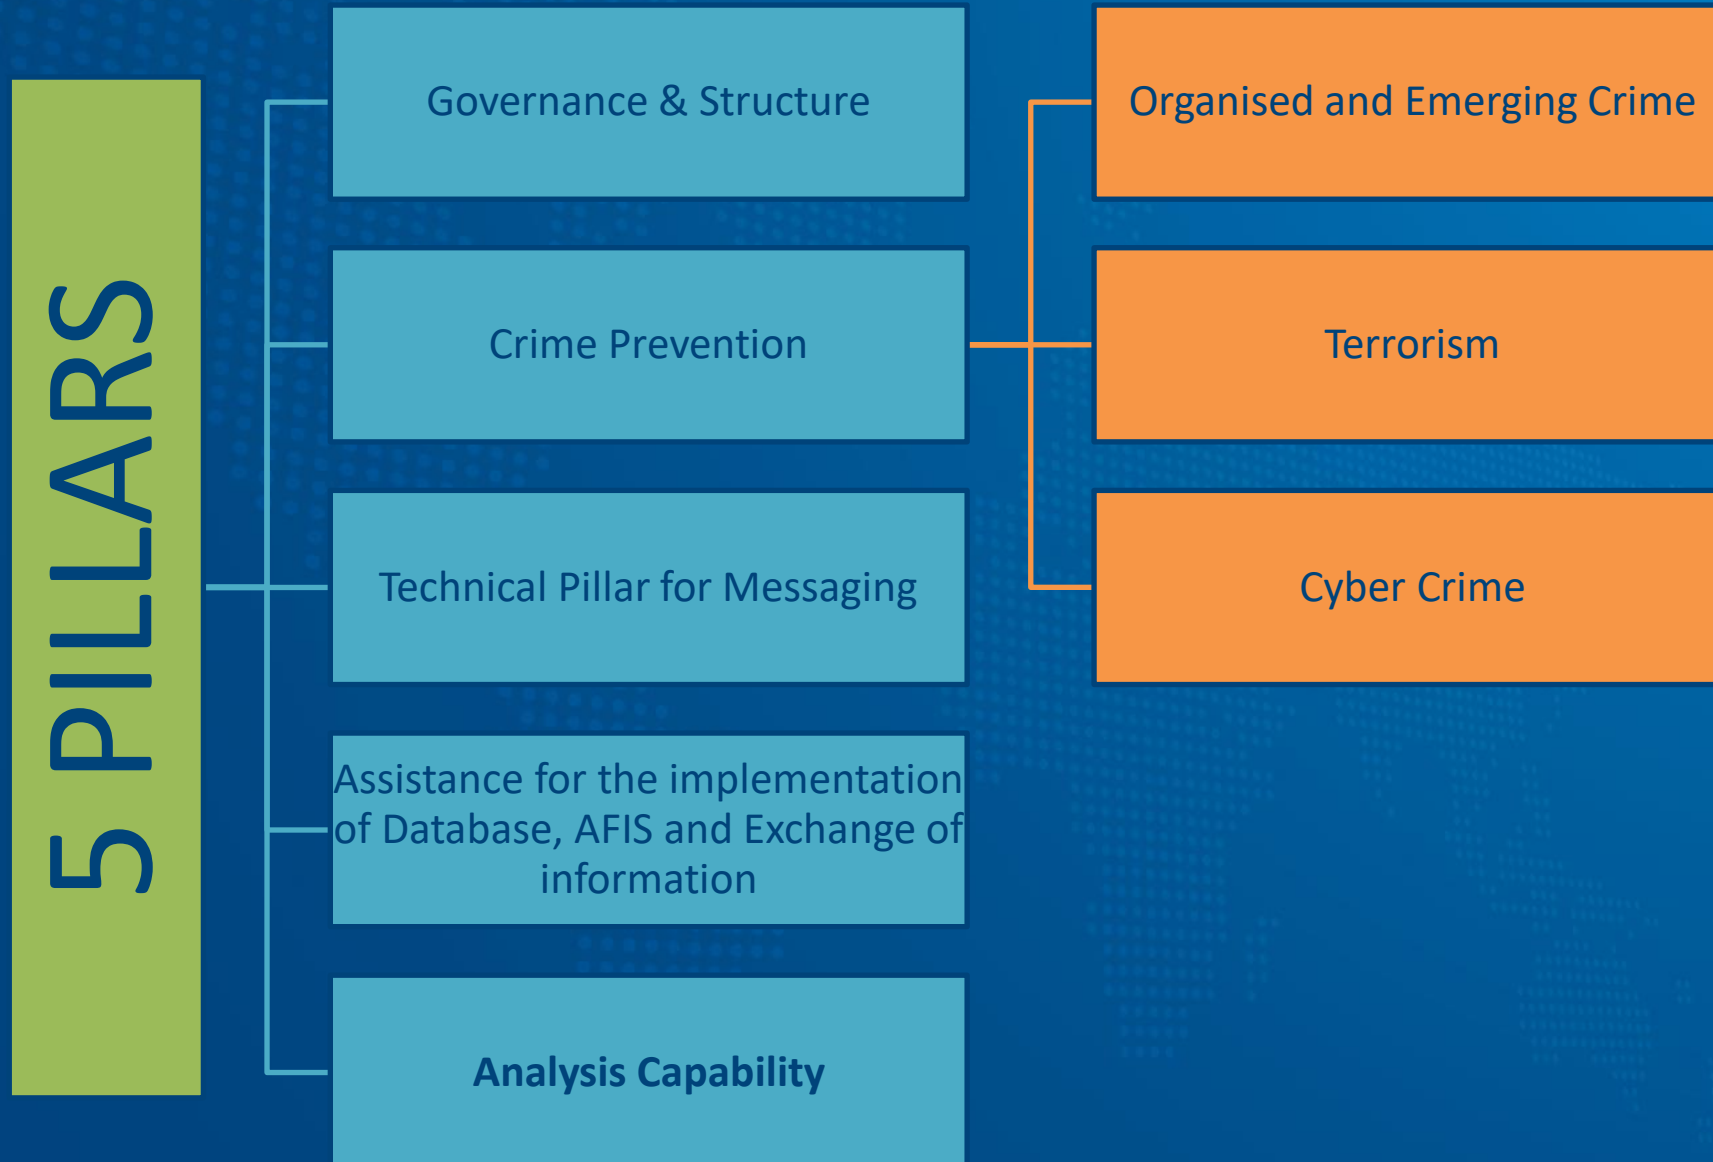 5 PILLARS
Governance & Structure
Crime Prevention
Technical Pillar for Messaging
Assistance for the implementation
of Database, AFIS and Exchange of
information
Analysis Capability
Organised and Emerging Crime
Terrorism
Cyber Crime